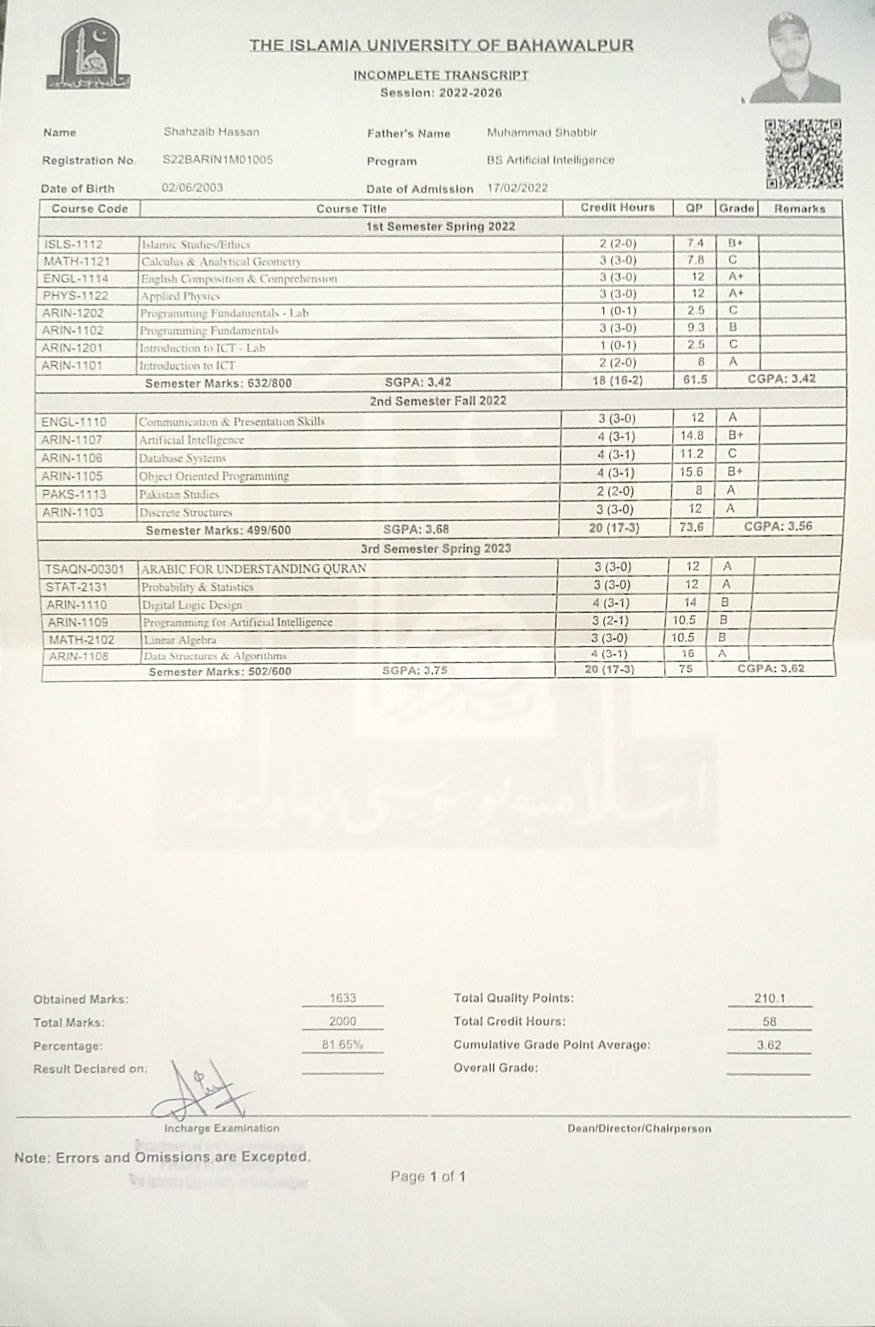 THE ISLAMIA UNIVERSITY OF BAHAWALPUR
INCOMPLETE TRANSCRIPT
Session: 2022-2026
Name Shahzaib Hassan Father's Name Muhammad Shabbir
Registration No. S22BARIN1M01005 Program BS Artificial Intelligence
Date of Birth 02/06/2003 Date of Admission 17/02/2022
Course Code Course Title Credit Hours QP Grade Remarks
1st Semester Spring 2022
ISLS-1112 Islamic Studies/Ethics 2 (2-0) 7.4 B+
MATH-1121 Calculus & Analytical Geometry 3 (3-0) 7.8 C
ENGL-1114 English Composition & Comprehension 3 (3-0) 12 A+
PHYS-1122 Applied Physics 3 (3-0) 12 A+
ARIN-1202 Programming Fundamentals - Lab 1 (0-1) 2.5 C
ARIN-1102 Programming Fundamentals 3 (3-0) 9.3 B
ARIN-1201 Introduction to ICT - Lab 1 (0-1) 2.5 C
ARIN-1101 Introduction to ICT 2 (2-0) 8 A
Semester Marks: 632/800 SGPA: 3.42 18 (16-2) 61.5 CGPA: 3.42
2nd Semester Fall 2022
ENGL-1110 Communication & Presentation Skills 3 (3-0) 12 A
ARIN-1107 Artificial Intelligence 4 (3-1) 14.8 B+
ARIN-1106 Database Systems 4 (3-1) 11.2 C
ARIN-1105 Object Oriented Programming 4 (3-1) 15.6 B+
PAKS-1113 Pakistan Studies 2 (2-0) 8 A
ARIN-1103 Discrete Structures 3 (3-0) 12 A
Semester Marks: 499/600 SGPA: 3.68 20 (17-3) 73.6 CGPA: 3.56
3rd Semester Spring 2023
TSAQN-00301 ARABIC FOR UNDERSTANDING QURAN 3 (3-0) 12 A
STAT-2131 Probability & Statistics 3 (3-0) 12 A
ARIN-1110 Digital Logic Design 4 (3-1) 14 B
ARIN-1109 Programming for Artificial Intelligence 3 (2-1) 10.5 B
MATH-2102 Linear Algebra 3 (3-0) 10.5 B
ARIN-1108 Data Structures & Algorithms 4 (3-1) 16 A
Semester Marks: 502/600 SGPA: 3.75 20 (17-3) 75 CGPA: 3.62
اسلامیہ یونیورسٹی بہاولپور
Obtained Marks: 1633 Total Quality Points: 210.1
Total Marks: 2000 Total Credit Hours: 58
Percentage: 81.65% Cumulative Grade Point Average: 3.62
Result Declared on: Overall Grade:
Incharge Examination Dean/Director/Chairperson
Note: Errors and Omissions are Excepted.
Page 1 of 1